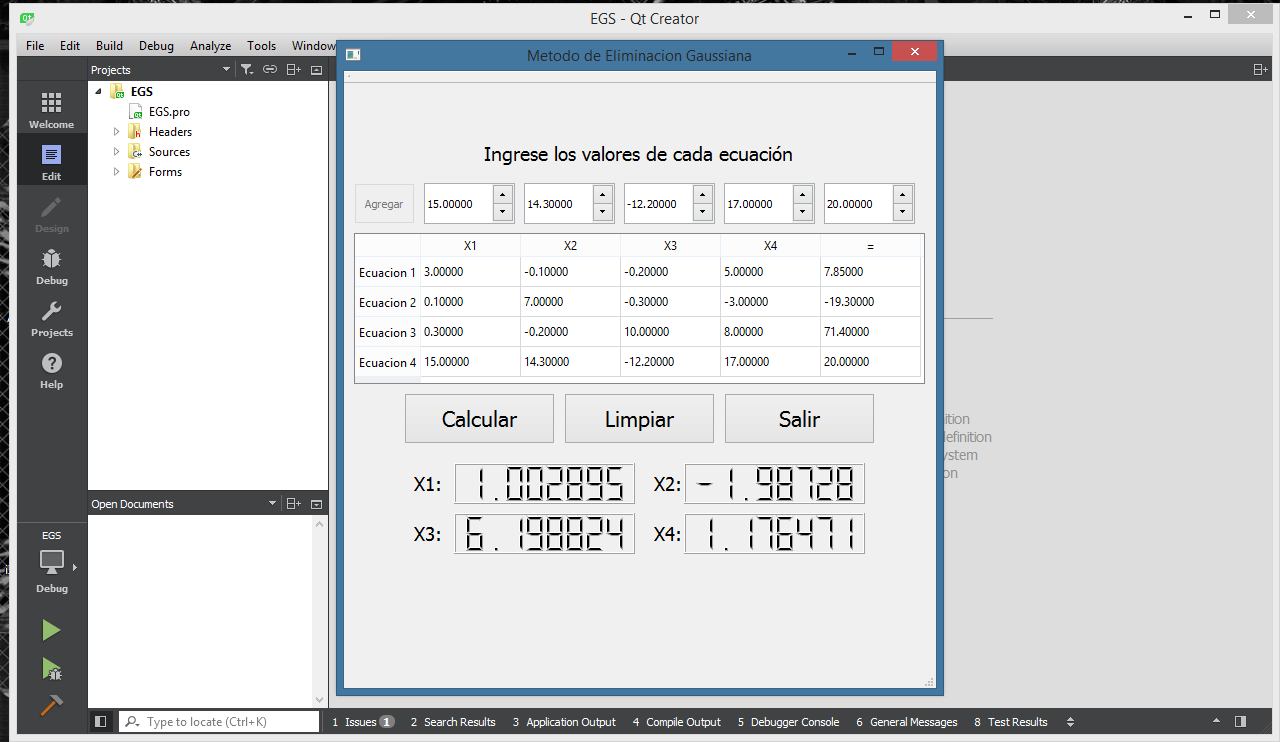 EGS - Qt Creator
File Edit Build Debug Analyze Tools Window
Projects
Metodo de Eliminacion Gaussiana
Welcome
Edit
Design
Debug
Projects
Help
EGS
EGS.pro
Headers
Sources
Forms
Ingrese los valores de cada ecuación
Agregar 15.00000 14.30000 -12.20000 17.00000 20.00000
X1 X2 X3 X4 =
Ecuacion 1 3.00000 -0.10000 -0.20000 5.00000 7.85000
Ecuacion 2 0.10000 7.00000 -0.30000 -3.00000 -19.30000
Ecuacion 3 0.30000 -0.20000 10.00000 8.00000 71.40000
Ecuacion 4 15.00000 14.30000 -12.20000 17.00000 20.00000
Calcular Limpiar Salir
X1: 1.002895 X2: -1.98728
X3: 6.198824 X4: 1.176471
definition
Open Documents
EGS
Debug
Type to locate (Ctrl+K)
1 Issues 1 2 Search Results 3 Application Output 4 Compile Output 5 Debugger Console 6 General Messages 8 Test Results